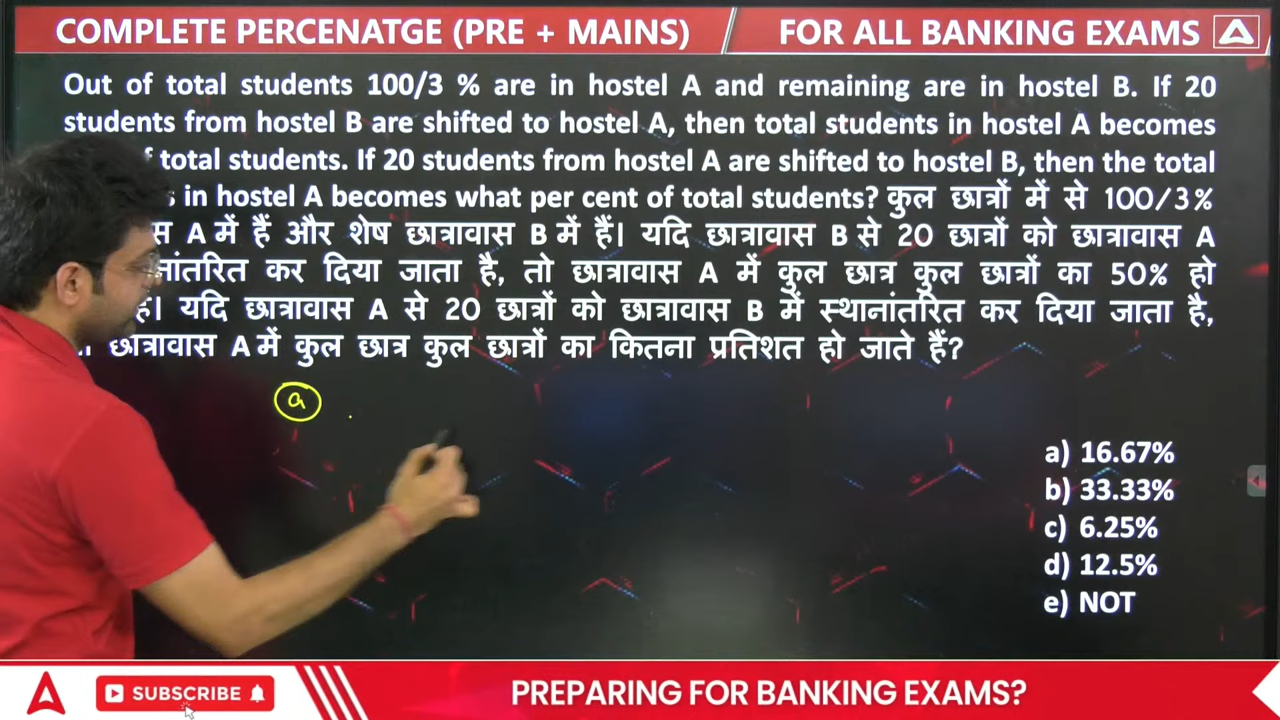 COMPLETE PERCENATGE (PRE + MAINS) FOR ALL BANKING EXAMS
Out of total students 100/3 % are in hostel A and remaining are in hostel B. If 20
students from hostel B are shifted to hostel A, then total students in hostel A becomes
total students. If 20 students from hostel A are shifted to hostel B, then the total
in hostel A becomes what per cent of total students? कुल छात्रों में से 100/3%
A में हैं और शेष छात्रावास B में हैं। यदि छात्रावास B से 20 छात्रों को छात्रावास A
कर दिया जाता है, तो छात्रावास A में कुल छात्र कुल छात्रों का 50% हो
है। यदि छात्रावास A से 20 छात्रों को छात्रावास B में स्थानांतरित कर दिया जाता है,
छात्रावास A में कुल छात्र कुल छात्रों का कितना प्रतिशत हो जाते हैं?
a
a) 16.67%
b) 33.33%
c) 6.25%
d) 12.5%
e) NOT
SUBSCRIBE
PREPARING FOR BANKING EXAMS?